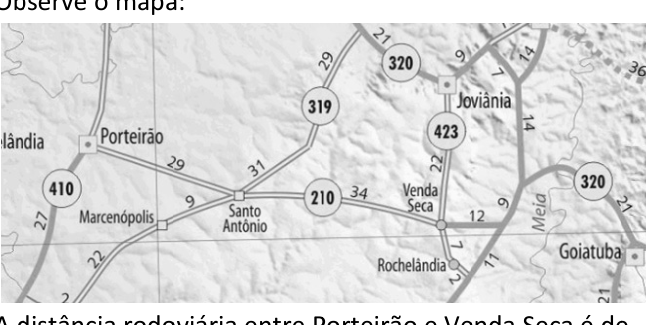 Observe o mapa:
21
320
9
14
36
29
7
319
Joviânia
elândia
Porteirão
423
14
29
31
22
410
210
34
Venda
Seca
320
9
Santo
Antônio
12
9
Meia
21
Marcenópolis
27
7
Goiatuba
22
Rochelândia
11
2
2
21
A distância rodoviária entre Porteirão e Venda Seca é de